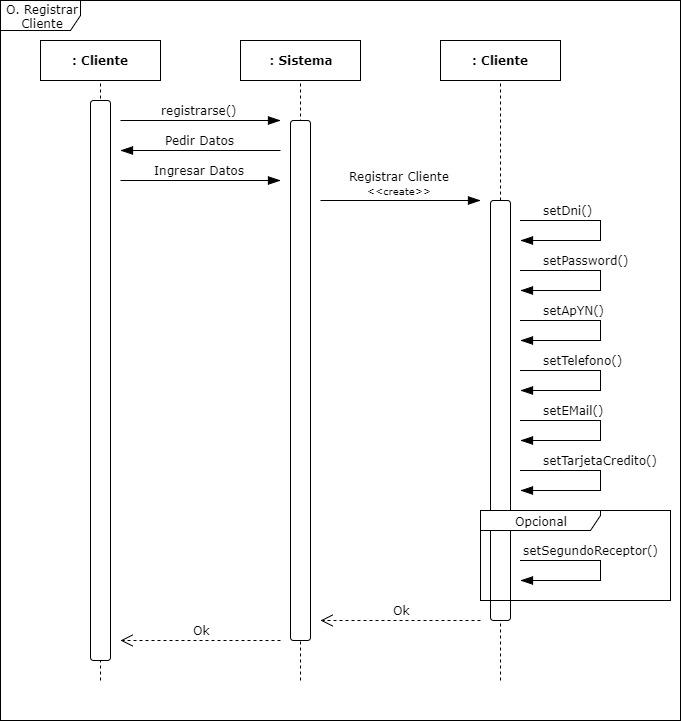 O. Registrar
Cliente
: Cliente
: Sistema
: Cliente
registrarse()
Pedir Datos
Ingresar Datos
Registrar Cliente
<<create>>
setDni()
setPassword()
setApYN()
setTelefono()
setEMail()
setTarjetaCredito()
Opcional
setSegundoReceptor()
Ok
Ok